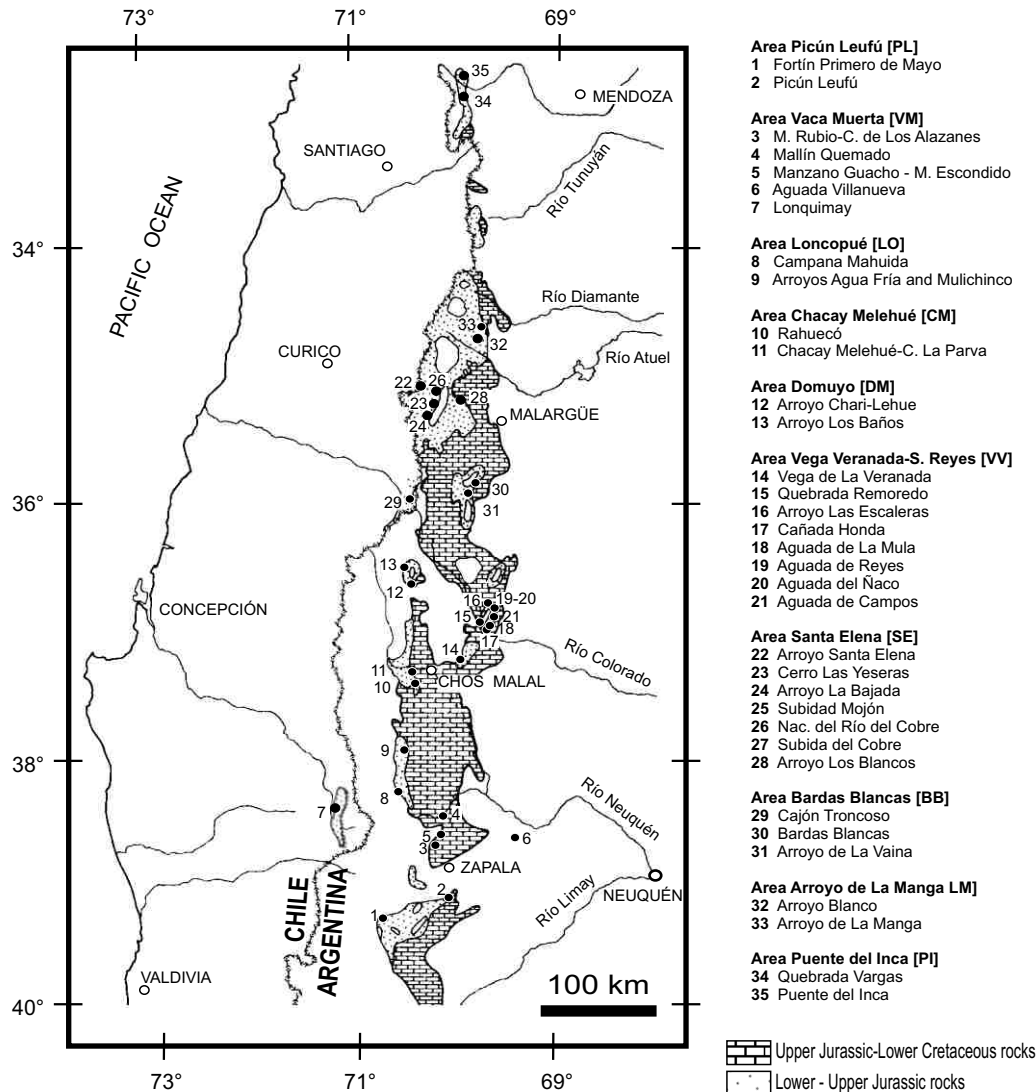 73°
71°
69°
35
34
MENDOZA
SANTIAGO
Río Tunuyán
PACIFIC OCEAN
34°
Río Diamante
33
32
CURICO
Río Atuel
22
26
23
28
24
MALARGÜE
30
36°
29
31
13
12
16
19-20
CONCEPCIÓN
15
21
18
17
14
Río Colorado
11
CHOS MALAL
10
9
38°
8
7
4
Río Neuquén
5
6
3
ZAPALA
NEUQUÉN
2
Río Limay
1
CHILE
ARGENTINA
VALDIVIA
100 km
40°
73°
71°
69°
Area Picún Leufú [PL]
1 Fortín Primero de Mayo
2 Picún Leufú
Area Vaca Muerta [VM]
3 M. Rubio-C. de Los Alazanes
4 Mallín Quemado
5 Manzano Guacho - M. Escondido
6 Aguada Villanueva
7 Lonquimay
Area Loncopué [LO]
8 Campana Mahuida
9 Arroyos Agua Fría and Mulichinco
Area Chacay Melehué [CM]
10 Rahuecó
11 Chacay Melehué-C. La Parva
Area Domuyo [DM]
12 Arroyo Chari-Lehue
13 Arroyo Los Baños
Area Vega Veranada-S. Reyes [VV]
14 Vega de La Veranada
15 Quebrada Remoredo
16 Arroyo Las Escaleras
17 Cañada Honda
18 Aguada de La Mula
19 Aguada de Reyes
20 Aguada del Ñaco
21 Aguada de Campos
Area Santa Elena [SE]
22 Arroyo Santa Elena
23 Cerro Las Yeseras
24 Arroyo La Bajada
25 Subidad Mojón
26 Nac. del Río del Cobre
27 Subida del Cobre
28 Arroyo Los Blancos
Area Bardas Blancas [BB]
29 Cajón Troncoso
30 Bardas Blancas
31 Arroyo de La Vaina
Area Arroyo de La Manga LM]
32 Arroyo Blanco
33 Arroyo de La Manga
Area Puente del Inca [PI]
34 Quebrada Vargas
35 Puente del Inca
Upper Jurassic-Lower Cretaceous rocks
Lower - Upper Jurassic rocks